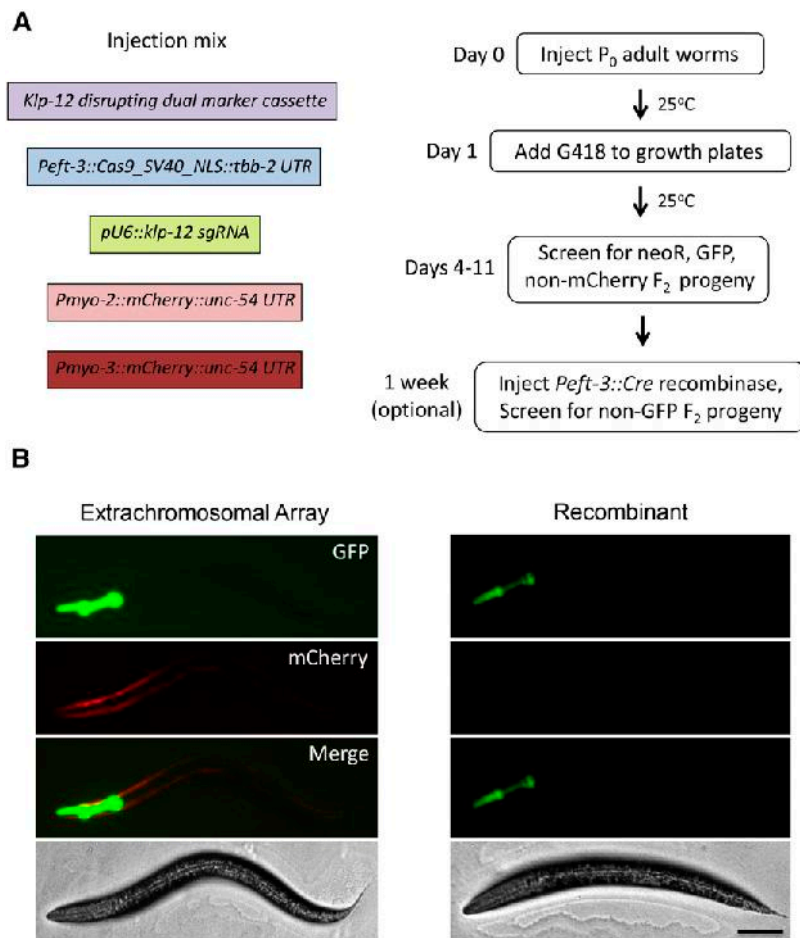 A
Injection mix
Klp-12 disrupting dual marker cassette
Peft-3::Cas9_SV40_NLS::tbb-2 UTR
pU6::klp-12 sgRNA
Pmyo-2::mCherry::unc-54 UTR
Pmyo-3::mCherry::unc-54 UTR
Day 0
Inject P₀ adult worms
25°C
Day 1
Add G418 to growth plates
25°C
Days 4-11
Screen for neoR, GFP,
non-mCherry F₂ progeny
1 week
(optional)
Inject Peft-3::Cre recombinase,
Screen for non-GFP F₂ progeny
B
Extrachromosomal Array
GFP
mCherry
Merge
Recombinant